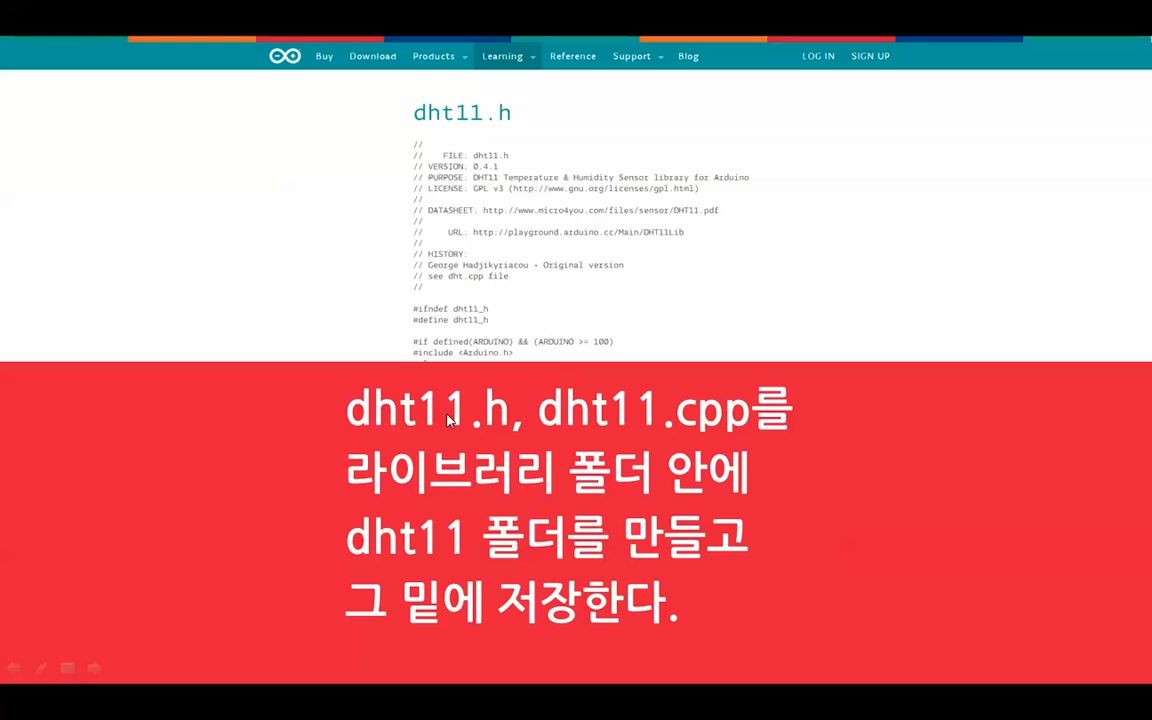 Buy Download Products Learning Reference Support Blog LOG IN SIGN UP
dht11.h
//
// FILE: dht11.h
// VERSION: 0.4.1
// PURPOSE: DHT11 Temperature & Humidity Sensor library for Arduino
// LICENSE: GPL v3 (http://www.gnu.org/licenses/gpl.html)
//
// DATASHEET: http://www.micro4you.com/files/sensor/DHT11.pdf
//
// URL: http://playground.arduino.cc/Main/DHT11Lib
//
// HISTORY:
// George Hadjikyriacou - Original version
// see dht.cpp file
//
#ifndef dht11_h
#define dht11_h
#if defined(ARDUINO) && (ARDUINO >= 100)
#include <Arduino.h>
dht11.h, dht11.cpp를
라이브러리 폴더 안에
dht11 폴더를 만들고
그 밑에 저장한다.